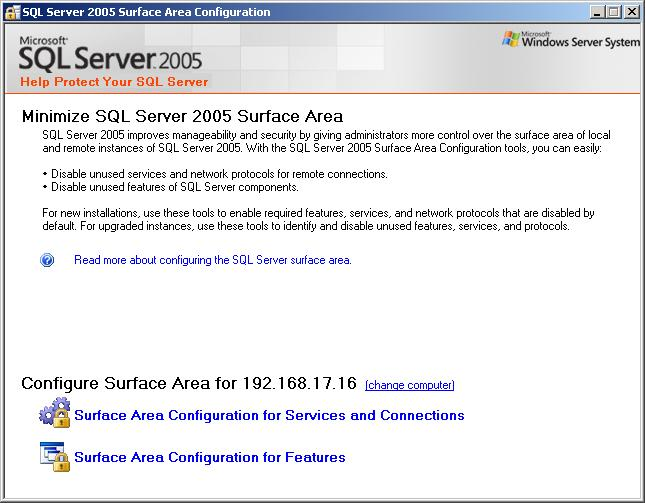 SQL Server 2005 Surface Area Configuration
Microsoft®
SQL Server 2005
Help Protect Your SQL Server
Microsoft®
Windows Server System
Minimize SQL Server 2005 Surface Area
SQL Server 2005 improves manageability and security by giving administrators more control over the surface area of local
and remote instances of SQL Server 2005. With the SQL Server 2005 Surface Area Configuration tools, you can easily:
• Disable unused services and network protocols for remote connections.
• Disable unused features of SQL Server components.
For new installations, use these tools to enable required features, services, and network protocols that are disabled by
default. For upgraded instances, use these tools to identify and disable unused features, services, and protocols.
Read more about configuring the SQL Server surface area.
Configure Surface Area for 192.168.17.16 (change computer)
Surface Area Configuration for Services and Connections
Surface Area Configuration for Features